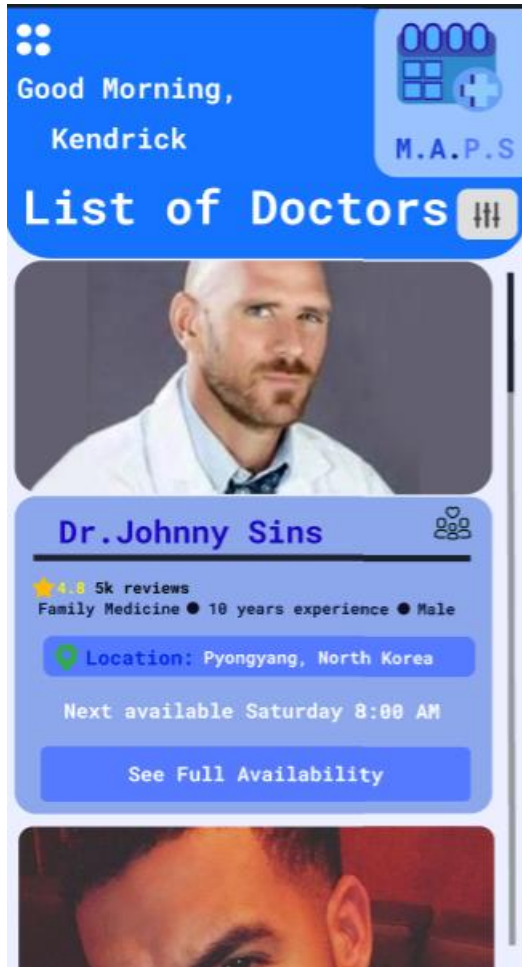 Good Morning,
Kendrick
M.A.P.S
List of Doctors
Dr.Johnny Sins
4.8 5k reviews
Family Medicine ● 10 years experience ● Male
Location: Pyongyang, North Korea
Next available Saturday 8:00 AM
See Full Availability